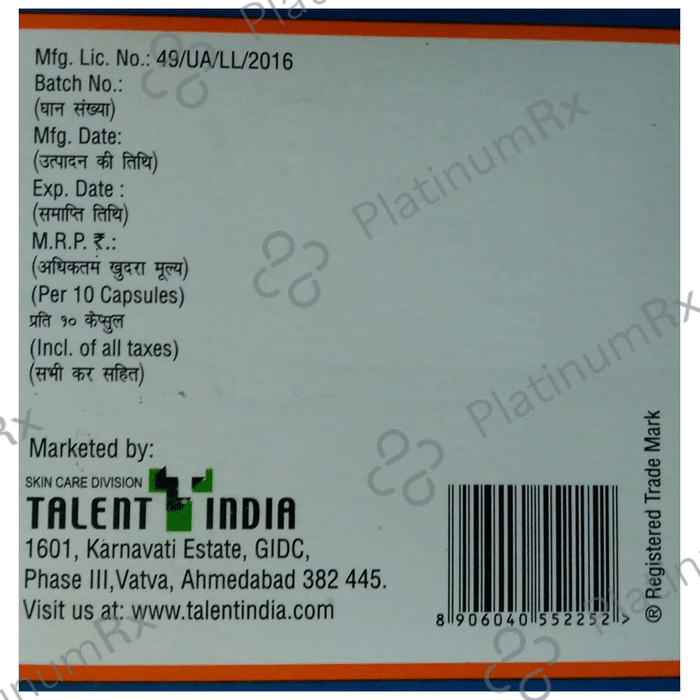 Mfg. Lic. No.: 49/UA/LL/2016
Batch No.:
(घान संख्या)
Mfg. Date:
(उत्पादन की तिथि)
Exp. Date :
(समाप्ति तिथि)
M.R.P. ₹.:
(अधिकतम खुदरा मूल्य)
(Per 10 Capsules)
प्रति १० केप्सुल
(Incl. of all taxes)
(सभी कर सहित)
Marketed by:
SKIN CARE DIVISION
TALENT INDIA
1601, Karnavati Estate, GIDC,
Phase III,Vatva, Ahmedabad 382 445.
Visit us at: www.talentindia.com
8 906040 552252 >
® Registered Trade Mark
PlatinumRx
PlatinumRx
PlatinumRx
PlatinumRx